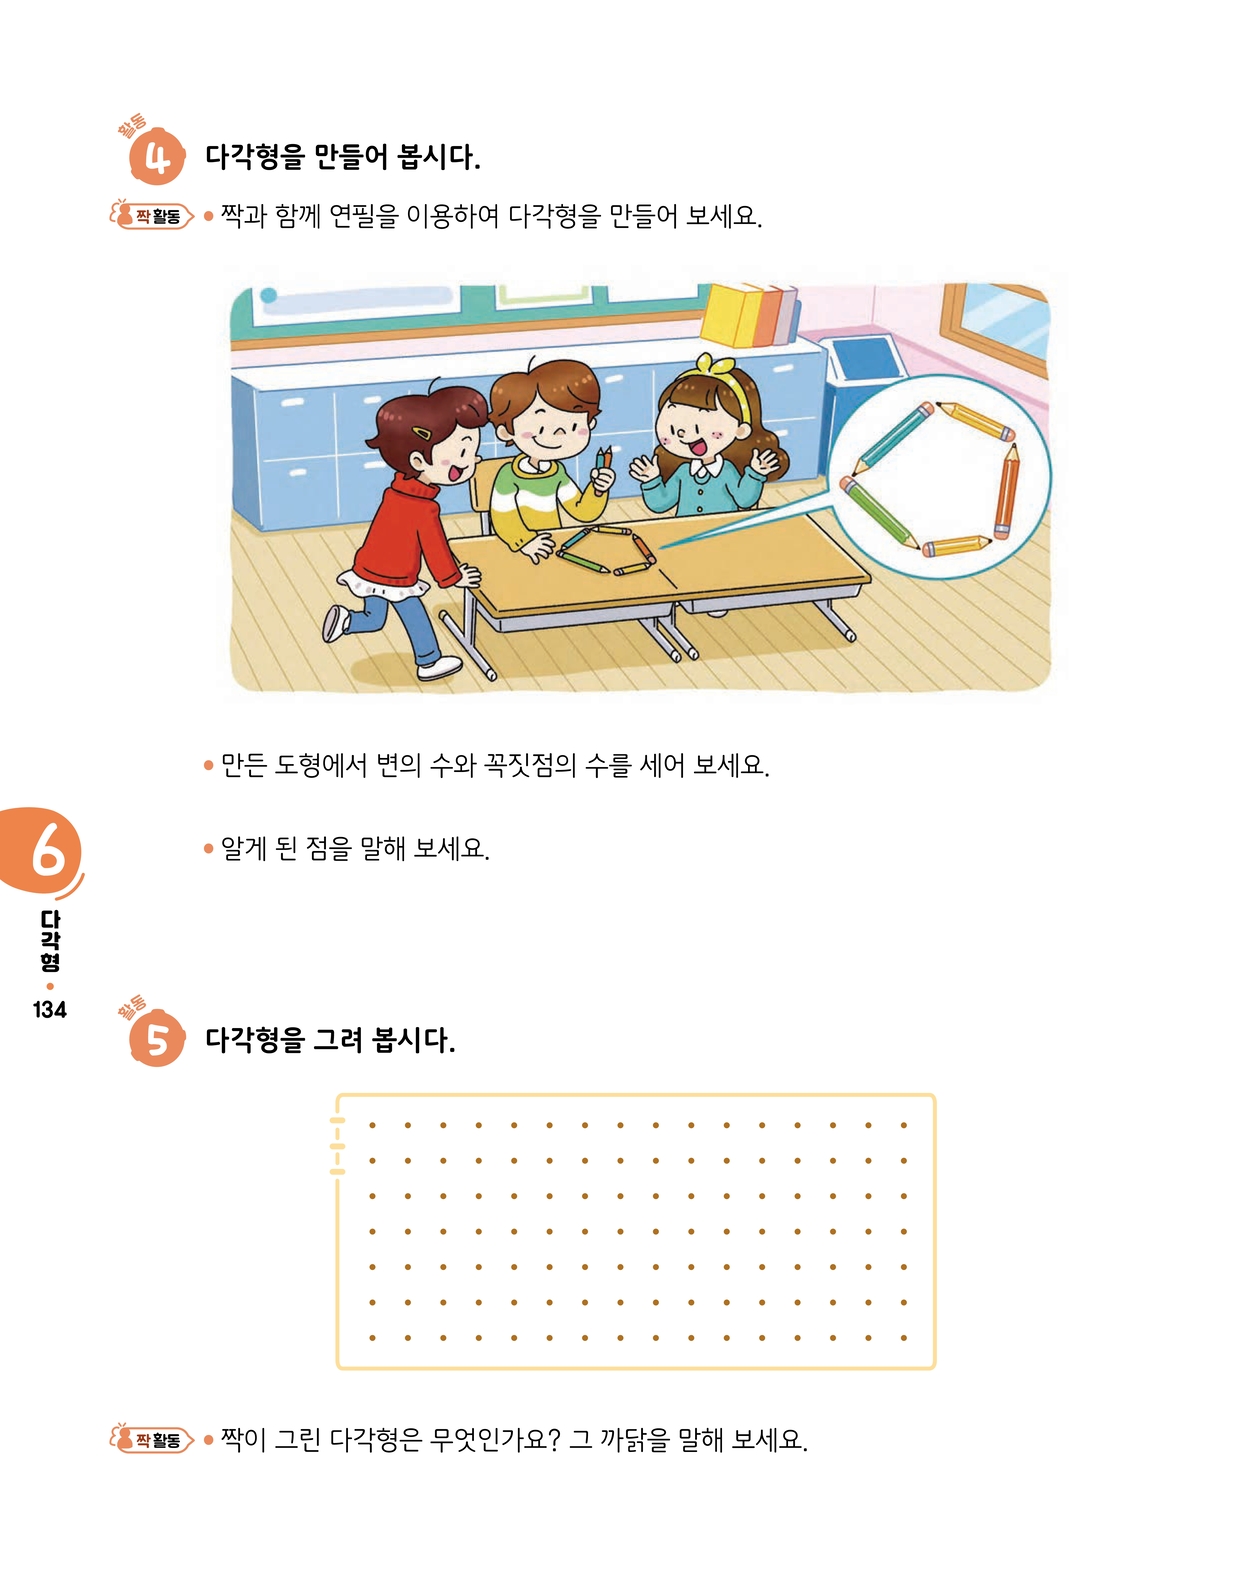 활동
4 다각형을 만들어 봅시다.
짝 활동 • 짝과 함께 연필을 이용하여 다각형을 만들어 보세요.
• 만든 도형에서 변의 수와 꼭짓점의 수를 세어 보세요.
• 알게 된 점을 말해 보세요.
6
다각형
•
134
활동
5 다각형을 그려 봅시다.
짝 활동 • 짝이 그린 다각형은 무엇인가요? 그 까닭을 말해 보세요.